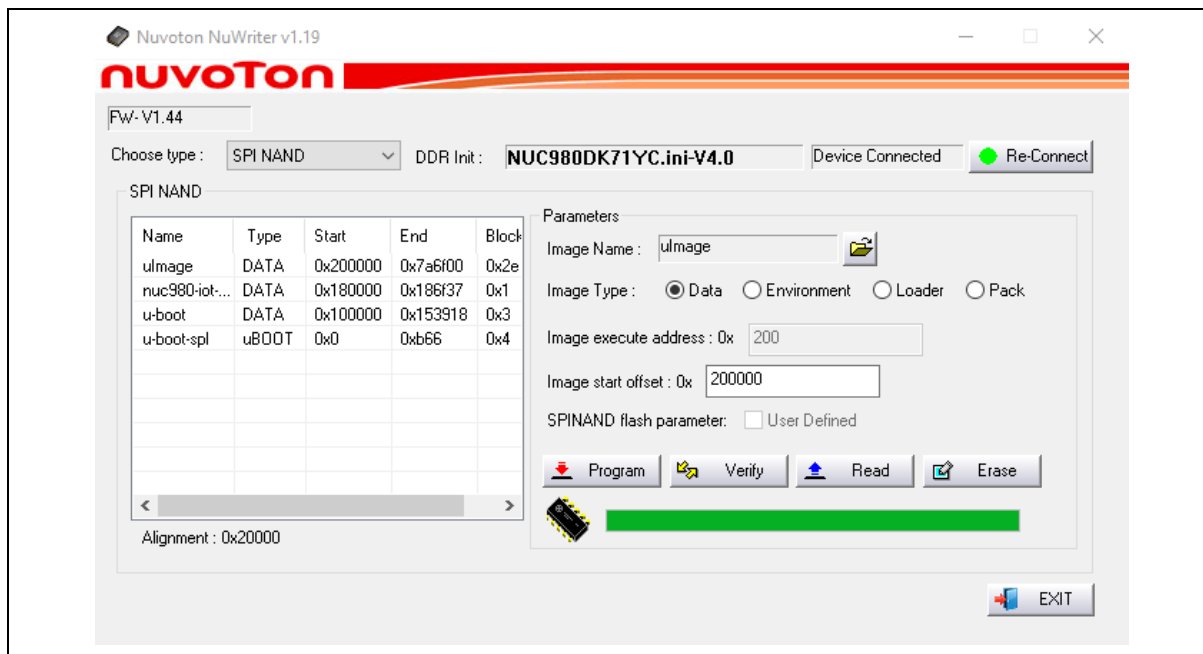 Nuvoton NuWriter v1.19
nuvoTon
FW- V1.44
Choose type : SPI NAND DDR Init : NUC980DK71YC.ini-V4.0 Device Connected Re-Connect
SPI NAND
Name Type Start End Block
uImage DATA 0x200000 0x7a6f00 0x2e
nuc980-iot-... DATA 0x180000 0x186f37 0x1
u-boot DATA 0x100000 0x153918 0x3
u-boot-spl uBOOT 0x0 0xb66 0x4
Alignment : 0x20000
Parameters
Image Name : uImage
Image Type : Data Environment Loader Pack
Image execute address : 0x 200
Image start offset : 0x 200000
SPINAND flash parameter: User Defined
Program Verify Read Erase
EXIT